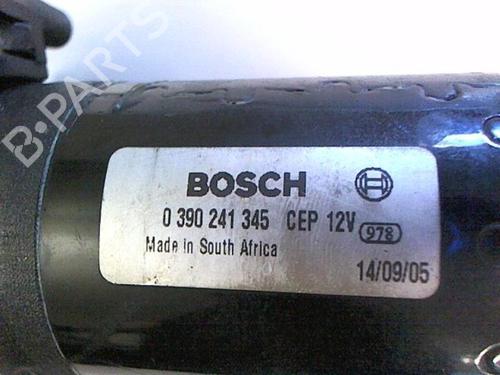 B-PARTS
BOSCH
0 390 241 345 CEP 12V 978
Made in South Africa
14/09/05